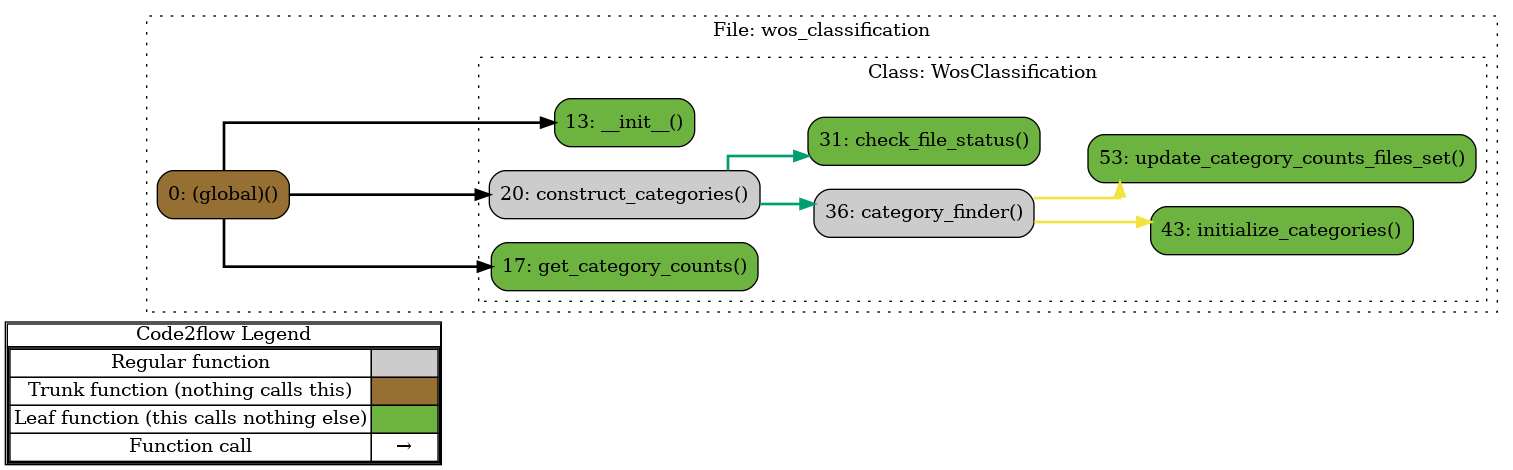 File: wos_classification
Class: WosClassification
13: __init__()
31: check_file_status()
53: update_category_counts_files_set()
0: (global)()
20: construct_categories()
36: category_finder()
43: initialize_categories()
17: get_category_counts()
Code2flow Legend
Regular function
Trunk function (nothing calls this)
Leaf function (this calls nothing else)
Function call →